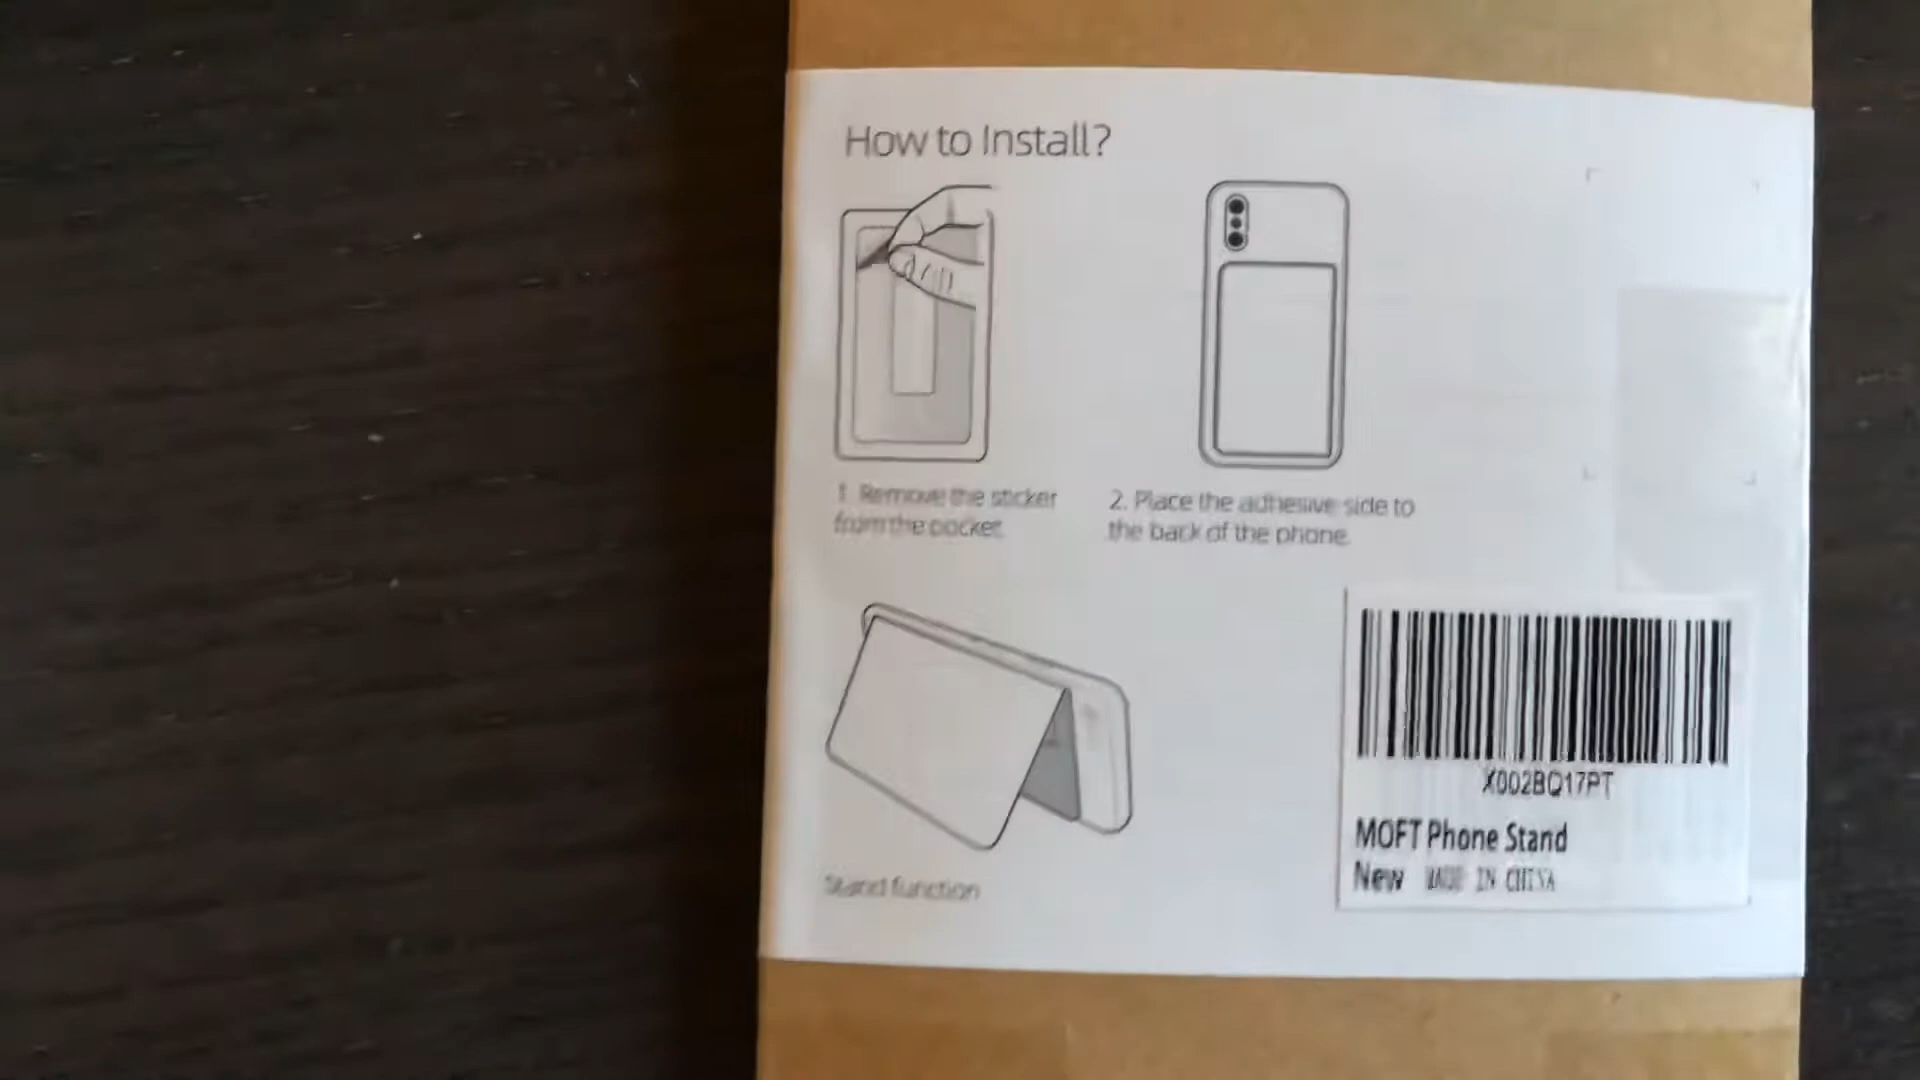 How to Install?
1. Remove the sticker
from the pocket.
2. Place the adhesive side to
the back of the phone.
Stand function
X002BQ17PT
MOFT Phone Stand
New MADE IN CHINA